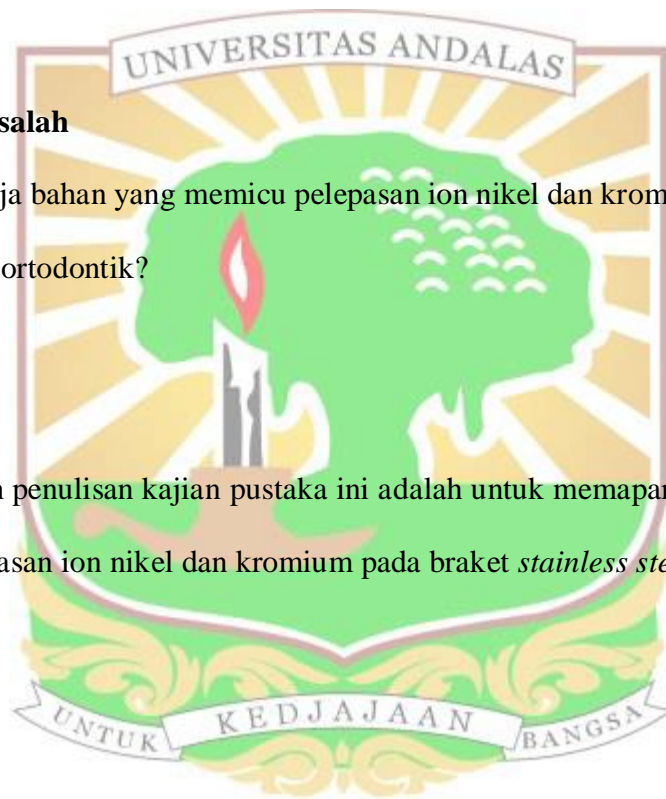 UNIVERSITAS ANDALAS
salah
ja bahan yang memicu pelepasan ion nikel dan krom
ortodontik?
penulisan kajian pustaka ini adalah untuk memapar
asan ion nikel dan kromium pada braket stainless ste
UNTUK KEDJAJAAN BANGSA